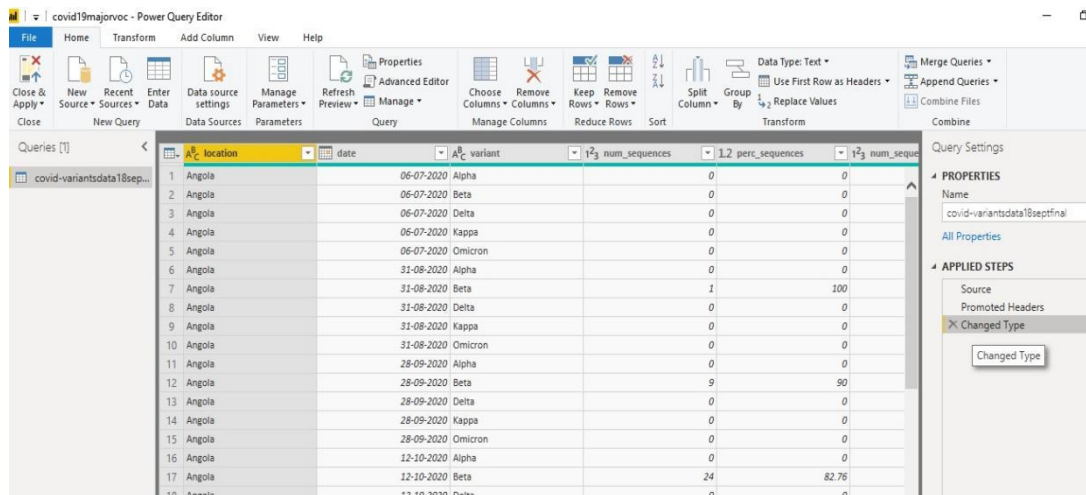 covid19majorvoc - Power Query Editor
File Home Transform Add Column View Help
Close & Apply
New Source
Recent Sources
Enter Data
Data source settings
Manage Parameters
Refresh Preview
Properties
Advanced Editor
Manage
Choose Columns
Remove Columns
Keep Rows
Remove Rows
Split Column
Group By
Data Type: Text
Use First Row as Headers
Replace Values
Merge Queries
Append Queries
Combine Files
Close New Query Data Sources Parameters Query Manage Columns Reduce Rows Sort Transform Combine
Queries [1]
covid-variantsdata18sep...
location date variant num_sequences perc_sequences num_seque
1 Angola 06-07-2020 Alpha 0 0
2 Angola 06-07-2020 Beta 0 0
3 Angola 06-07-2020 Delta 0 0
4 Angola 06-07-2020 Kappa 0 0
5 Angola 06-07-2020 Omicron 0 0
6 Angola 31-08-2020 Alpha 0 0
7 Angola 31-08-2020 Beta 1 100
8 Angola 31-08-2020 Delta 0 0
9 Angola 31-08-2020 Kappa 0 0
10 Angola 31-08-2020 Omicron 0 0
11 Angola 28-09-2020 Alpha 0 0
12 Angola 28-09-2020 Beta 9 90
13 Angola 28-09-2020 Delta 0 0
14 Angola 28-09-2020 Kappa 0 0
15 Angola 28-09-2020 Omicron 0 0
16 Angola 12-10-2020 Alpha 0 0
17 Angola 12-10-2020 Beta 24 82.76
Query Settings
PROPERTIES
Name
covid-variantsdata18septfinal
All Properties
APPLIED STEPS
Source
Promoted Headers
Changed Type
Changed Type